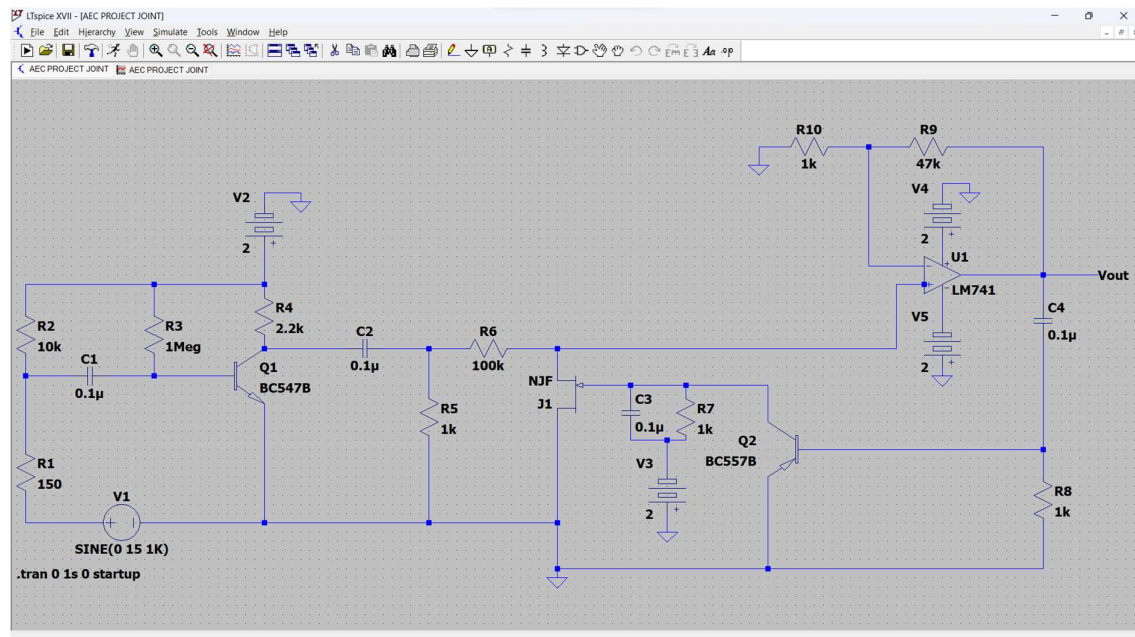 LTspice XVII - [AEC PROJECT JOINT]
File Edit Hierarchy View Simulate Tools Window Help
AEC PROJECT JOINT AEC PROJECT JOINT
R10
1k
R9
47k
V4
2
U1
LM741
V5
2
Vout
C4
0.1µ
V2
2
R2
10k
R3
1Meg
R4
2.2k
C1
0.1µ
Q1
BC547B
C2
0.1µ
R6
100k
R5
1k
NJF
J1
C3
0.1µ
R7
1k
Q2
BC557B
V3
2
R8
1k
R1
150
V1
SINE(0 15 1K)
.tran 0 1s 0 startup